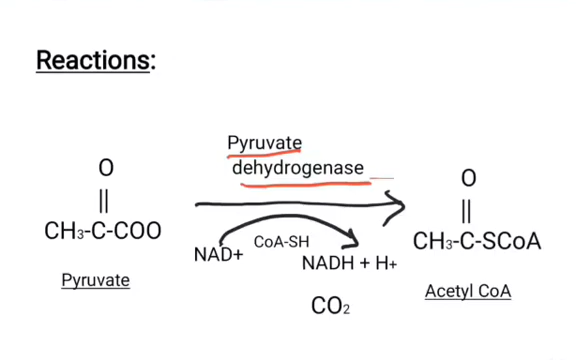 Reactions:
Pyruvate
dehydrogenase
O
||
CH₃-C-COO
Pyruvate
NAD+
CoA-SH
NADH + H+
CO₂
O
||
CH₃-C-SCoA
Acetyl CoA